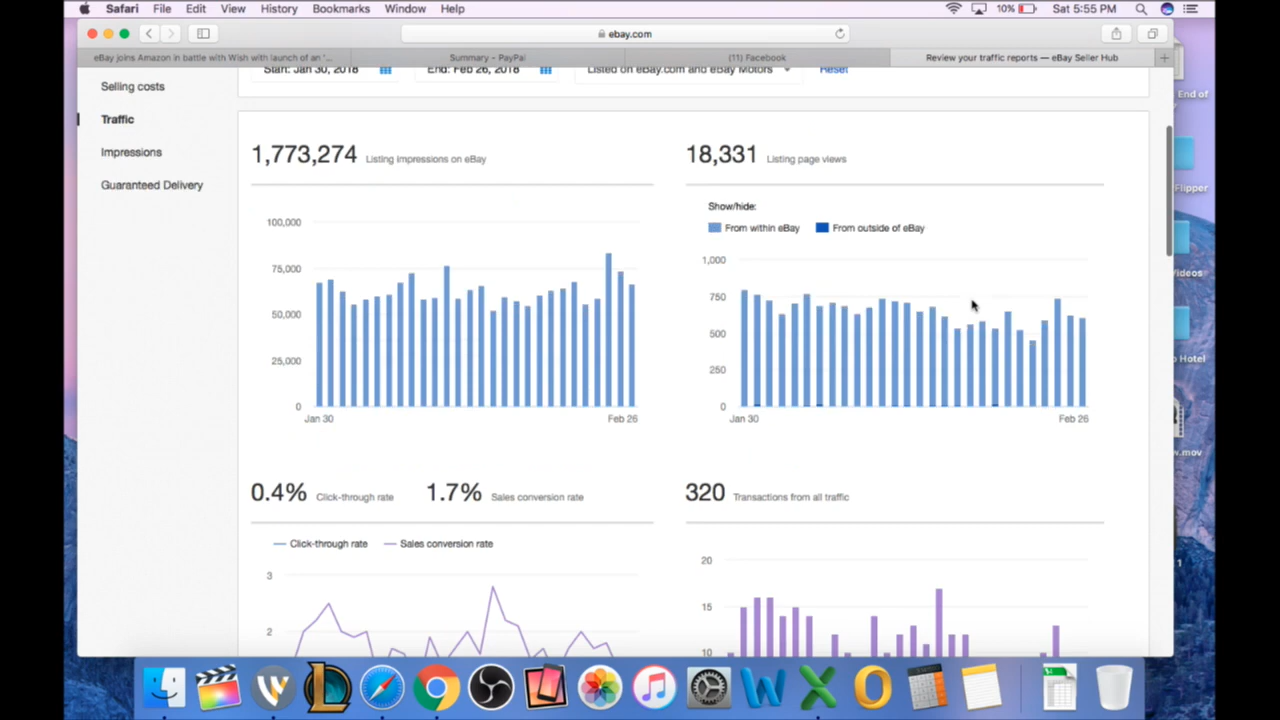 Safari File Edit View History Bookmarks Window Help 10% Sat 5:55 PM
ebay.com
eBay joins Amazon in battle with Wish with launch of an '... Summary - PayPal (11) Facebook Review your traffic reports — eBay Seller Hub
Start: Jan 30, 2018 End: Feb 26, 2018 Listed on eBay.com and eBay Motors Reset
Selling costs
Traffic
Impressions
Guaranteed Delivery
1,773,274 Listing impressions on eBay
100,000
75,000
50,000
25,000
0
Jan 30 Feb 26
18,331 Listing page views
Show/hide:
From within eBay From outside of eBay
1,000
750
500
250
0
Jan 30 Feb 26
0.4% Click-through rate 1.7% Sales conversion rate
Click-through rate Sales conversion rate
3
2
320 Transactions from all traffic
20
15
10
End of
Flipper
Videos
Hotel
w.mov
1